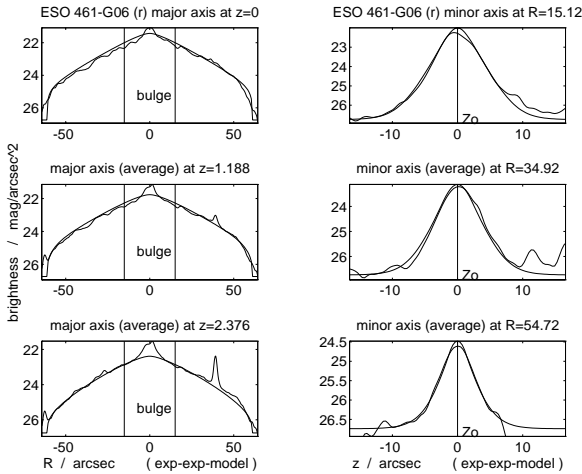 ESO 461-G06 (r) major axis at z=0
22
24
26
-50
0
50
bulge
ESO 461-G06 (r) minor axis at R=15.12
23
24
25
26
-10
0
10
Zo
major axis (average) at z=1.188
22
24
26
-50
0
50
bulge
minor axis (average) at R=34.92
24
25
26
-10
0
10
Zo
brightness / mag/arcsec^2
major axis (average) at z=2.376
22
24
26
-50
0
50
bulge
R / arcsec ( exp-exp-model )
minor axis (average) at R=54.72
24.5
25
25.5
26
26.5
-10
0
10
Zo
z / arcsec ( exp-exp-model )